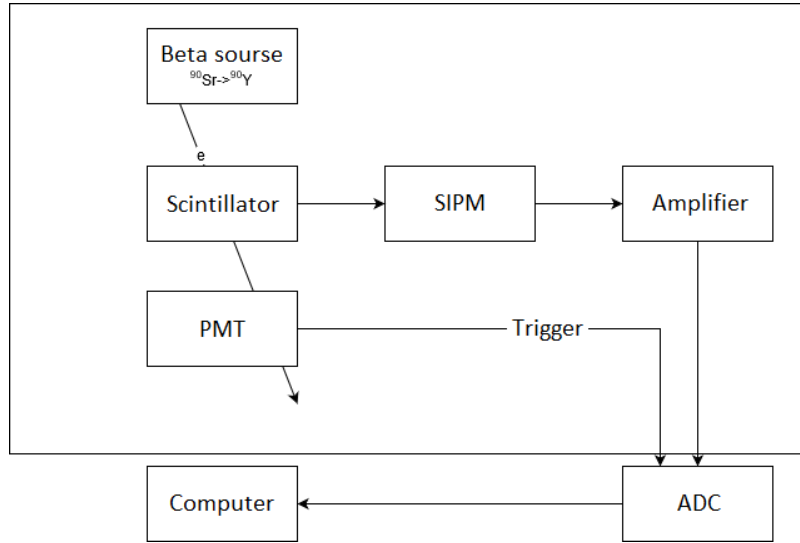 Beta sourse
⁹⁰Sr->⁹⁰Y
e
Scintillator
SIPM
Amplifier
PMT
Trigger
Computer
ADC